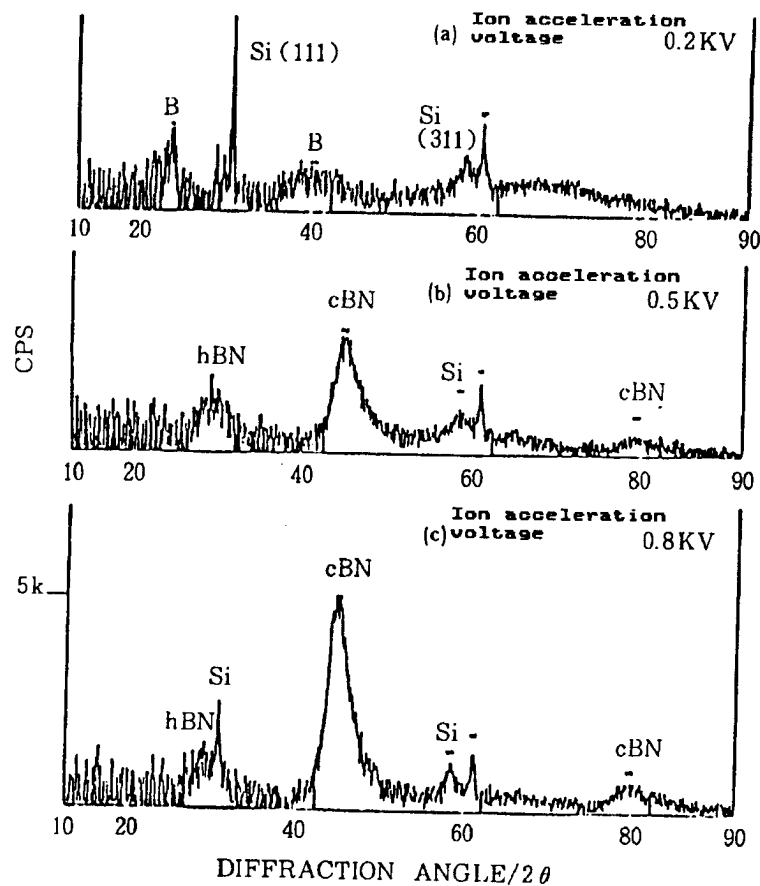 Ion acceleration
(a) voltage 0.2KV
Si (111)
B
B
Si
(311)
10 20 40 60 80 90
Ion acceleration
(b) voltage 0.5KV
cBN
hBN
Si
cBN
CPS
10 20 40 60 80 90
Ion acceleration
(c) voltage 0.8KV
cBN
5k
Si
hBN
Si
cBN
10 20 40 60 80 90
DIFFRACTION ANGLE/2θ